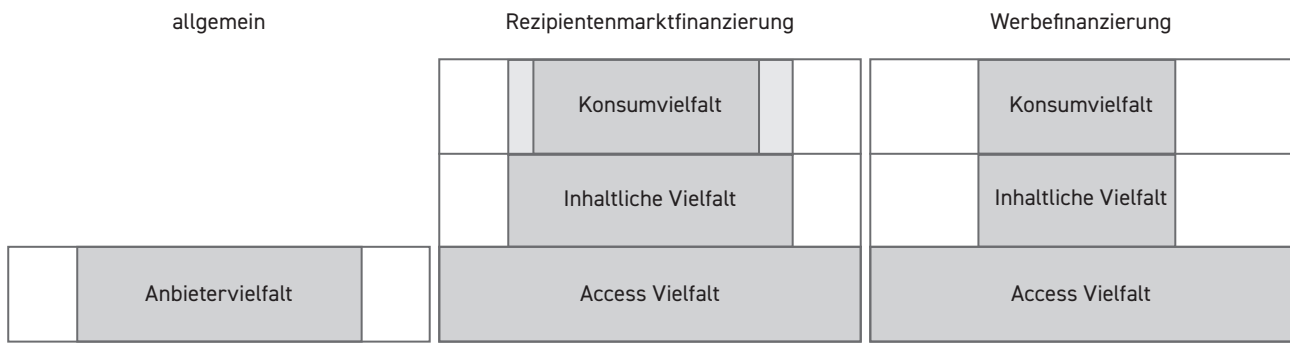 allgemein
Rezipientenmarktfinanzierung
Werbefinanzierung
Konsumvielfalt
Konsumvielfalt
Inhaltliche Vielfalt
Inhaltliche Vielfalt
Anbietervielfalt
Access Vielfalt
Access Vielfalt